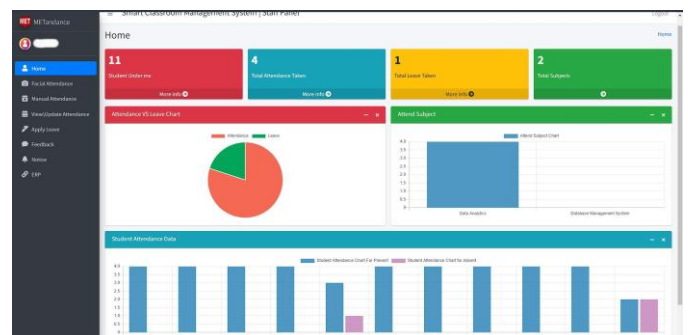 Smart Classroom Management System | Staff Panel
Logout
MET METandance
Home
Home
Home
Facial Attendance
Manual Attendance
View/Update Attendance
Apply Leave
Feedback
Notice
ERP
11
Student Under me
More info
4
Total Attendance Taken
More info
1
Total Leave Taken
More info
2
Total Subjects
Attendance VS Leave Chart
Attendance
Leave
Attend Subject
Attend Subject Chart
4.0
3.5
3.0
2.5
2.0
1.5
1.0
0.5
0
Data Analytics
Database Management System
Student Attendance Data
Student Attendance Chart For Present
Student Attendance Chart for Absent
4.0
3.5
3.0
2.5
2.0
1.5
1.0
0.5
0